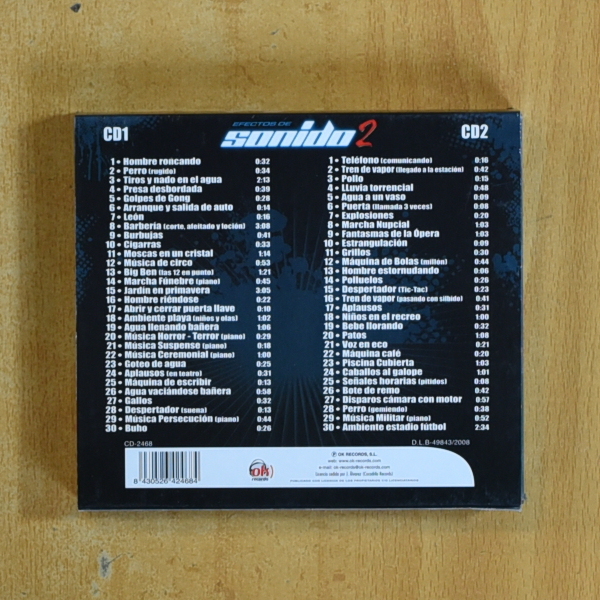 CD1
EFECTOS DE
sonido 2
CD2
1 • Hombre roncando 0:32
2 • Perro (rugido) 0:34
3 • Tiros y nado en el agua 2:13
4 • Presa desbordada 0:39
5 • Golpes de Gong 0:28
6 • Arranque y salida de auto 0:14
7 • León 0:16
8 • Barbería (corte, afeitado y loción) 3:08
9 • Burbujas 0:41
10 • Cigarras 0:33
11 • Moscas en un cristal 1:14
12 • Música de circo 0:53
13 • Big Ben (las 12 en punto) 1:21
14 • Marcha Fúnebre (piano) 0:45
15 • Jardín en primavera 3:05
16 • Hombre riéndose 0:22
17 • Abrir y cerrar puerta llave 0:10
18 • Ambiente playa (niños y olas) 1:02
19 • Agua llenando bañera 1:06
20 • Música Horror - Terror (piano) 0:29
21 • Música Suspense (piano) 0:18
22 • Música Ceremonial (piano) 1:00
23 • Goteo de agua 0:25
24 • Aplausos (en teatro) 0:31
25 • Máquina de escribir 0:13
26 • Agua vaciándose bañera 0:58
27 • Gallos 0:32
28 • Despertador (suena) 0:13
29 • Música Persecución (piano) 0:44
30 • Buho 0:26
1 • Teléfono (comunicando) 0:16
2 • Tren de vapor (llegado a la estación) 0:42
3 • Pollo 0:15
4 • LLuvia torrencial 0:48
5 • Agua a un vaso 0:09
6 • Puerta (llamada 3 veces) 0:08
7 • Explosiones 0:20
8 • Marcha Nupcial 1:03
9 • Fantasmas de la Ópera 1:03
10 • Estrangulación 0:09
11 • Grillos 0:30
12 • Máquina de Bolas (millón) 0:44
13 • Hombre estornudando 0:06
14 • Polluelos 0:26
15 • Despertador (Tic-Tac) 0:23
16 • Tren de vapor (pasando con silbido) 0:41
17 • Aplausos 0:31
18 • Niños en el recreo 1:00
19 • Bebe llorando 0:32
20 • Patos 1:08
21 • Voz en eco 0:21
22 • Máquina café 0:20
23 • Piscina Cubierta 1:03
24 • Caballos al galope 1:01
25 • Señales horarias (pitidos) 0:08
26 • Bote de remo 0:42
27 • Disparos cámara con motor 0:57
28 • Perro (gemiendo) 0:38
29 • Música Militar (piano) 0:52
30 • Ambiente estadio fútbol 2:34
CD-2468
D.L.B-49843/2008
8 430526 424684
OK
records
℗ OK RECORDS, S.L.
web: www.ok-records.com
e-mail: ok-records@ok-records.com